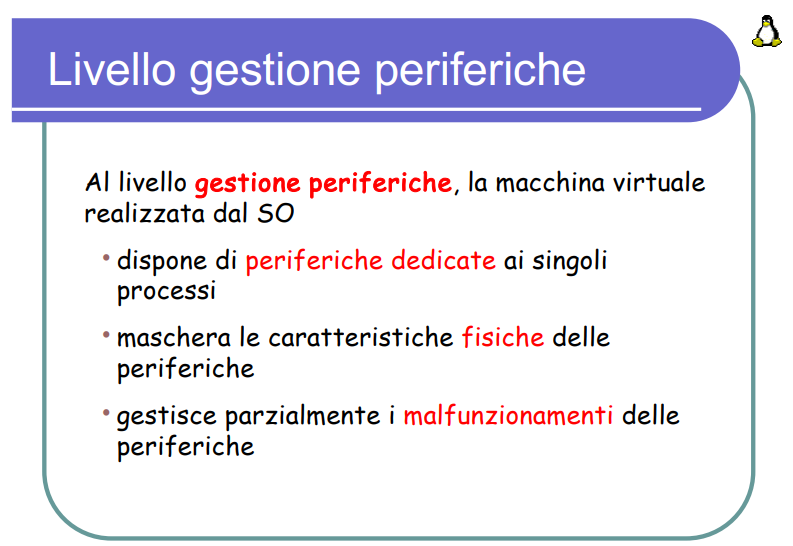 Livello gestione periferiche
Al livello gestione periferiche, la macchina virtuale
realizzata dal SO
• dispone di periferiche dedicate ai singoli
processi
• maschera le caratteristiche fisiche delle
periferiche
• gestisce parzialmente i malfunzionamenti delle
periferiche